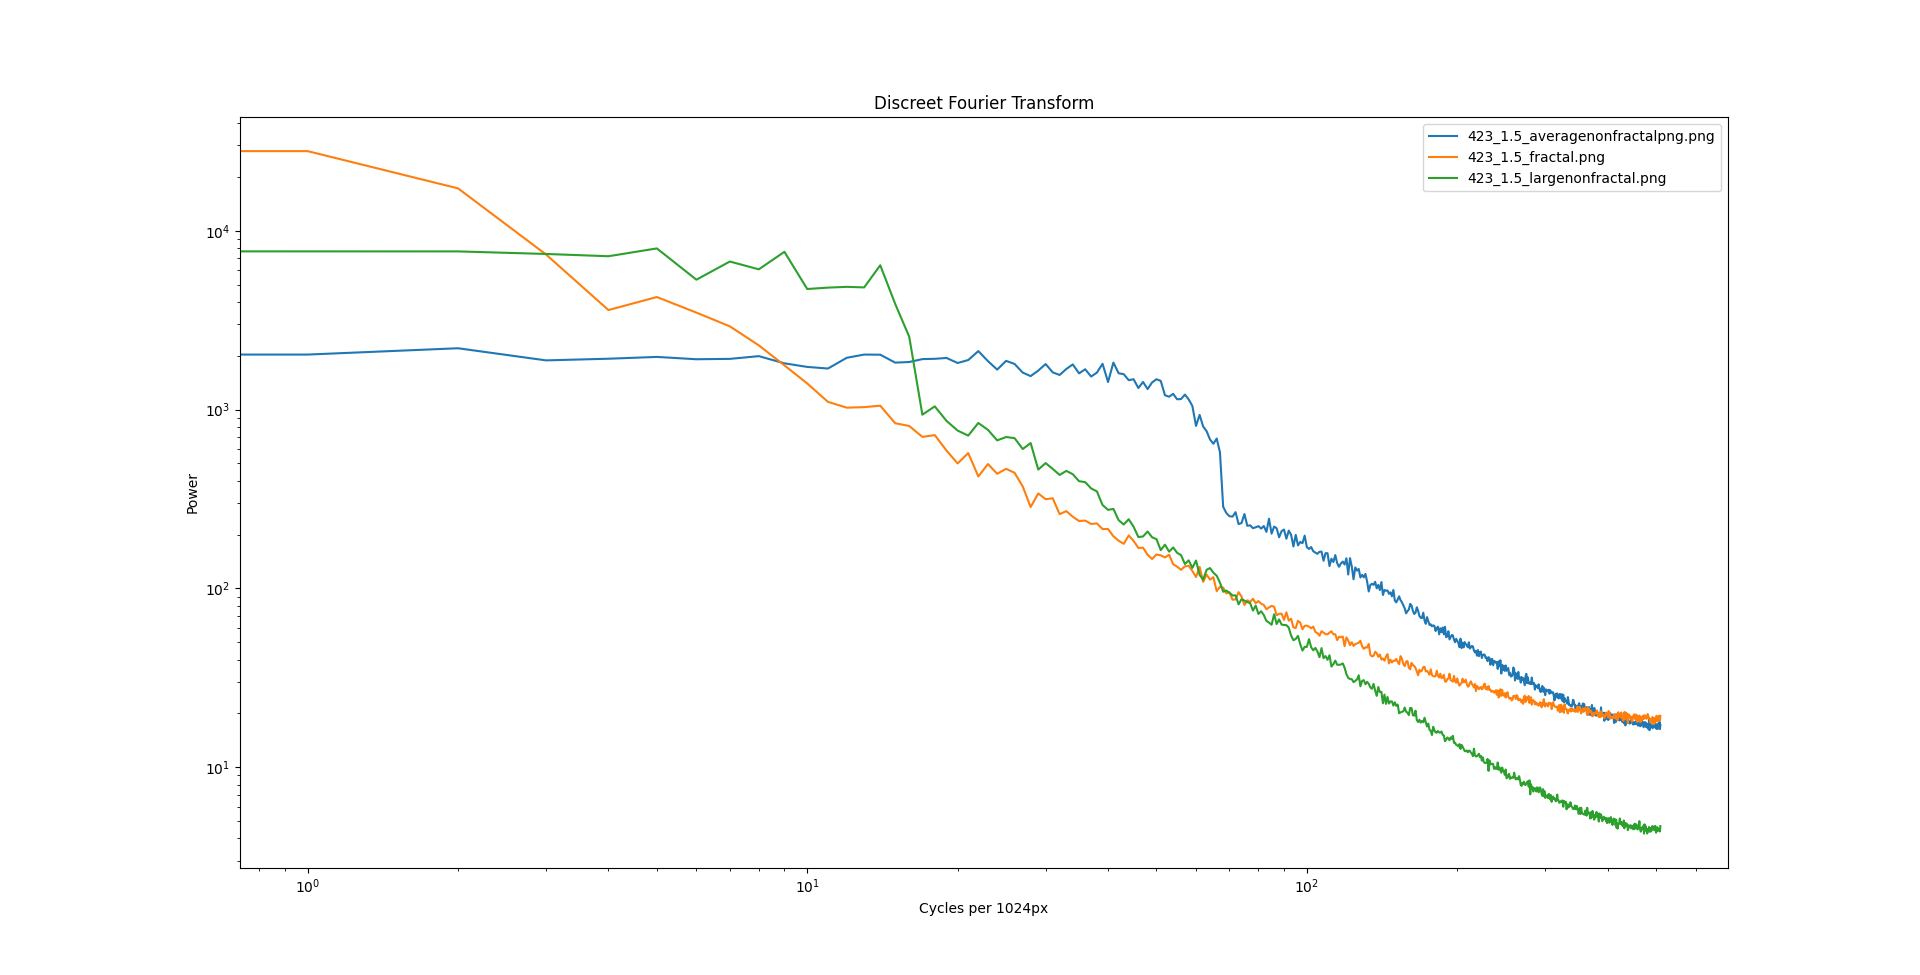 Discreet Fourier Transform
423_1.5_averagenonfractalpng.png
423_1.5_fractal.png
423_1.5_largenonfractal.png
Power
10^4
10^3
10^2
10^1
10^0
10^1
10^2
Cycles per 1024px